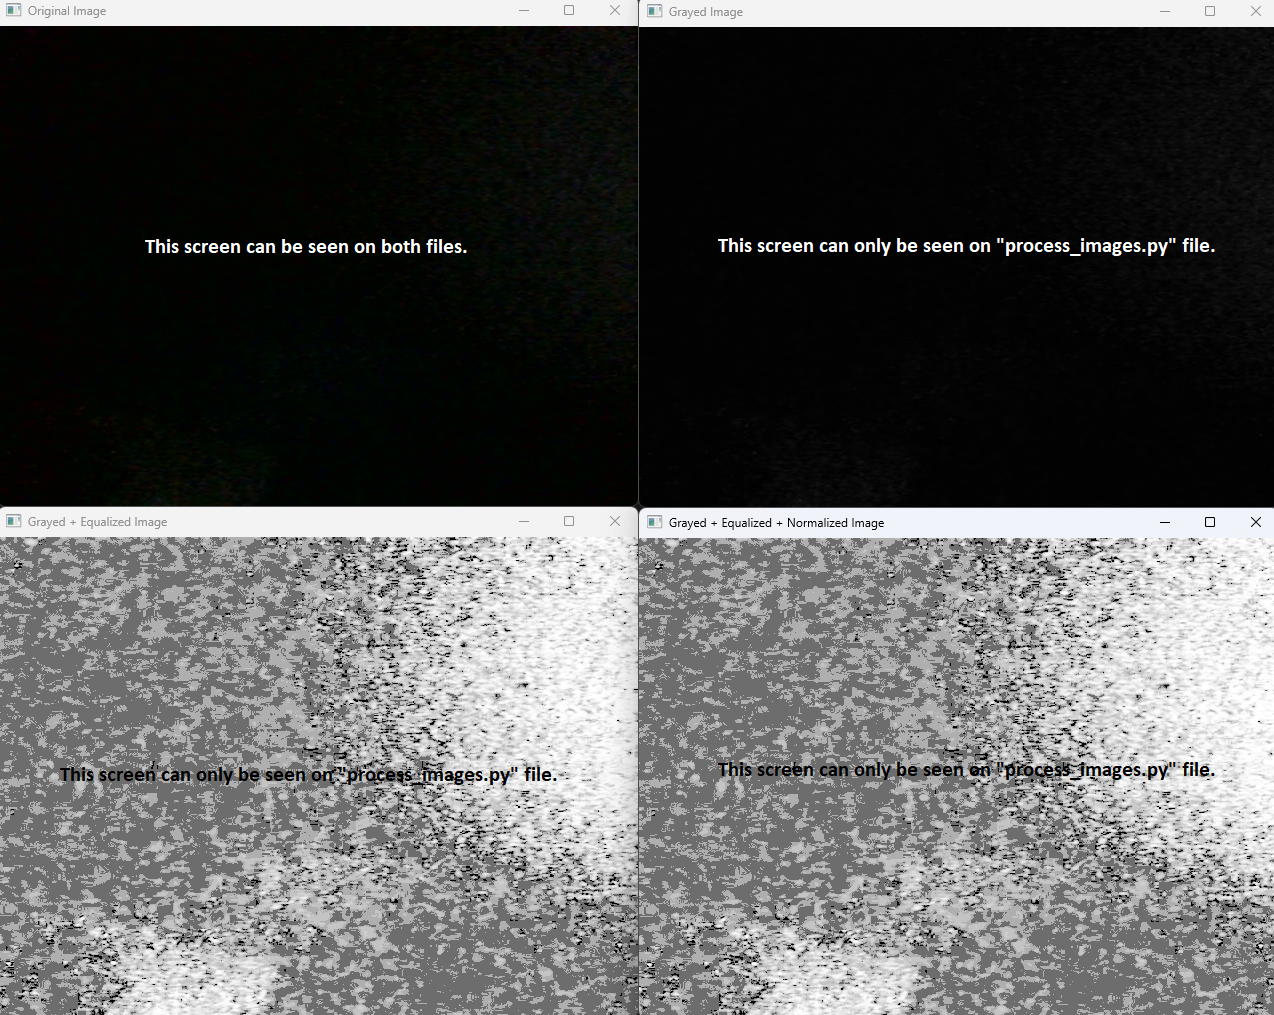 Original Image
Grayed Image
This screen can be seen on both files.
This screen can only be seen on "process_images.py" file.
Grayed + Equalized Image
Grayed + Equalized + Normalized Image
This screen can only be seen on "process_images.py" file.
This screen can only be seen on "process_images.py" file.